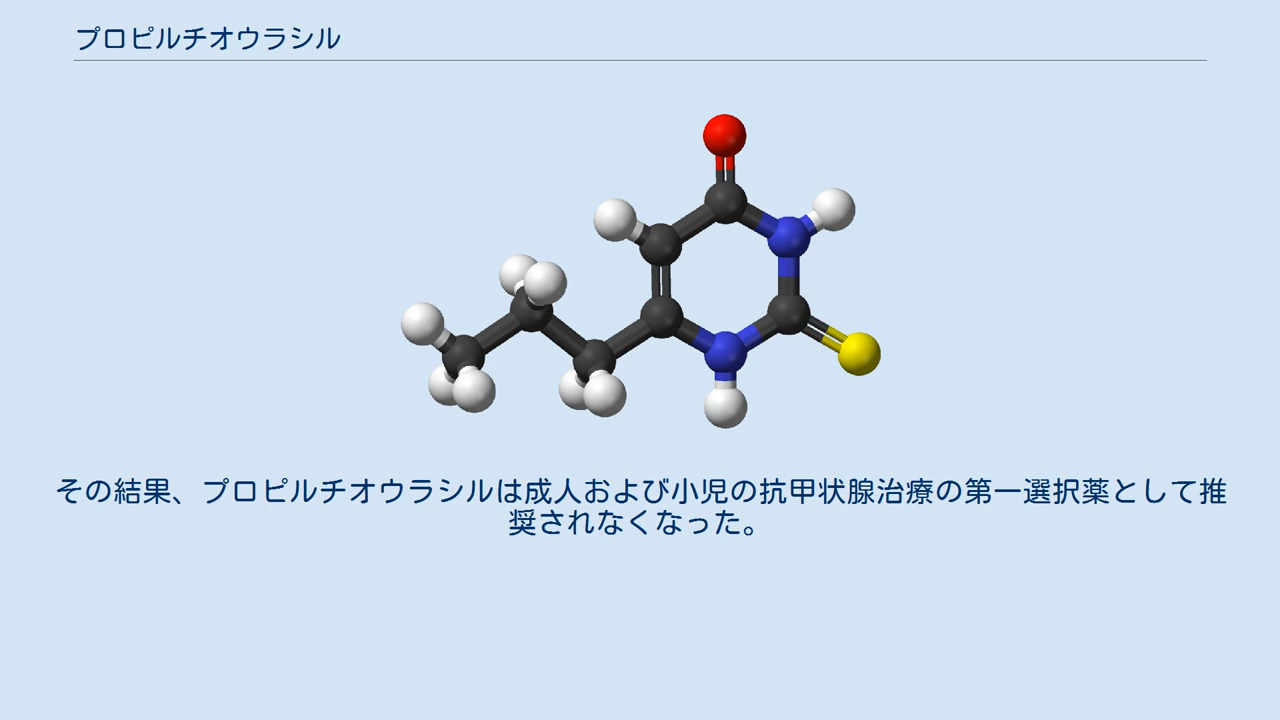 プロピルチオウラシル
その結果、プロピルチオウラシルは成人および小児の抗甲状腺治療の第一選択薬として推
奨されなくなった。